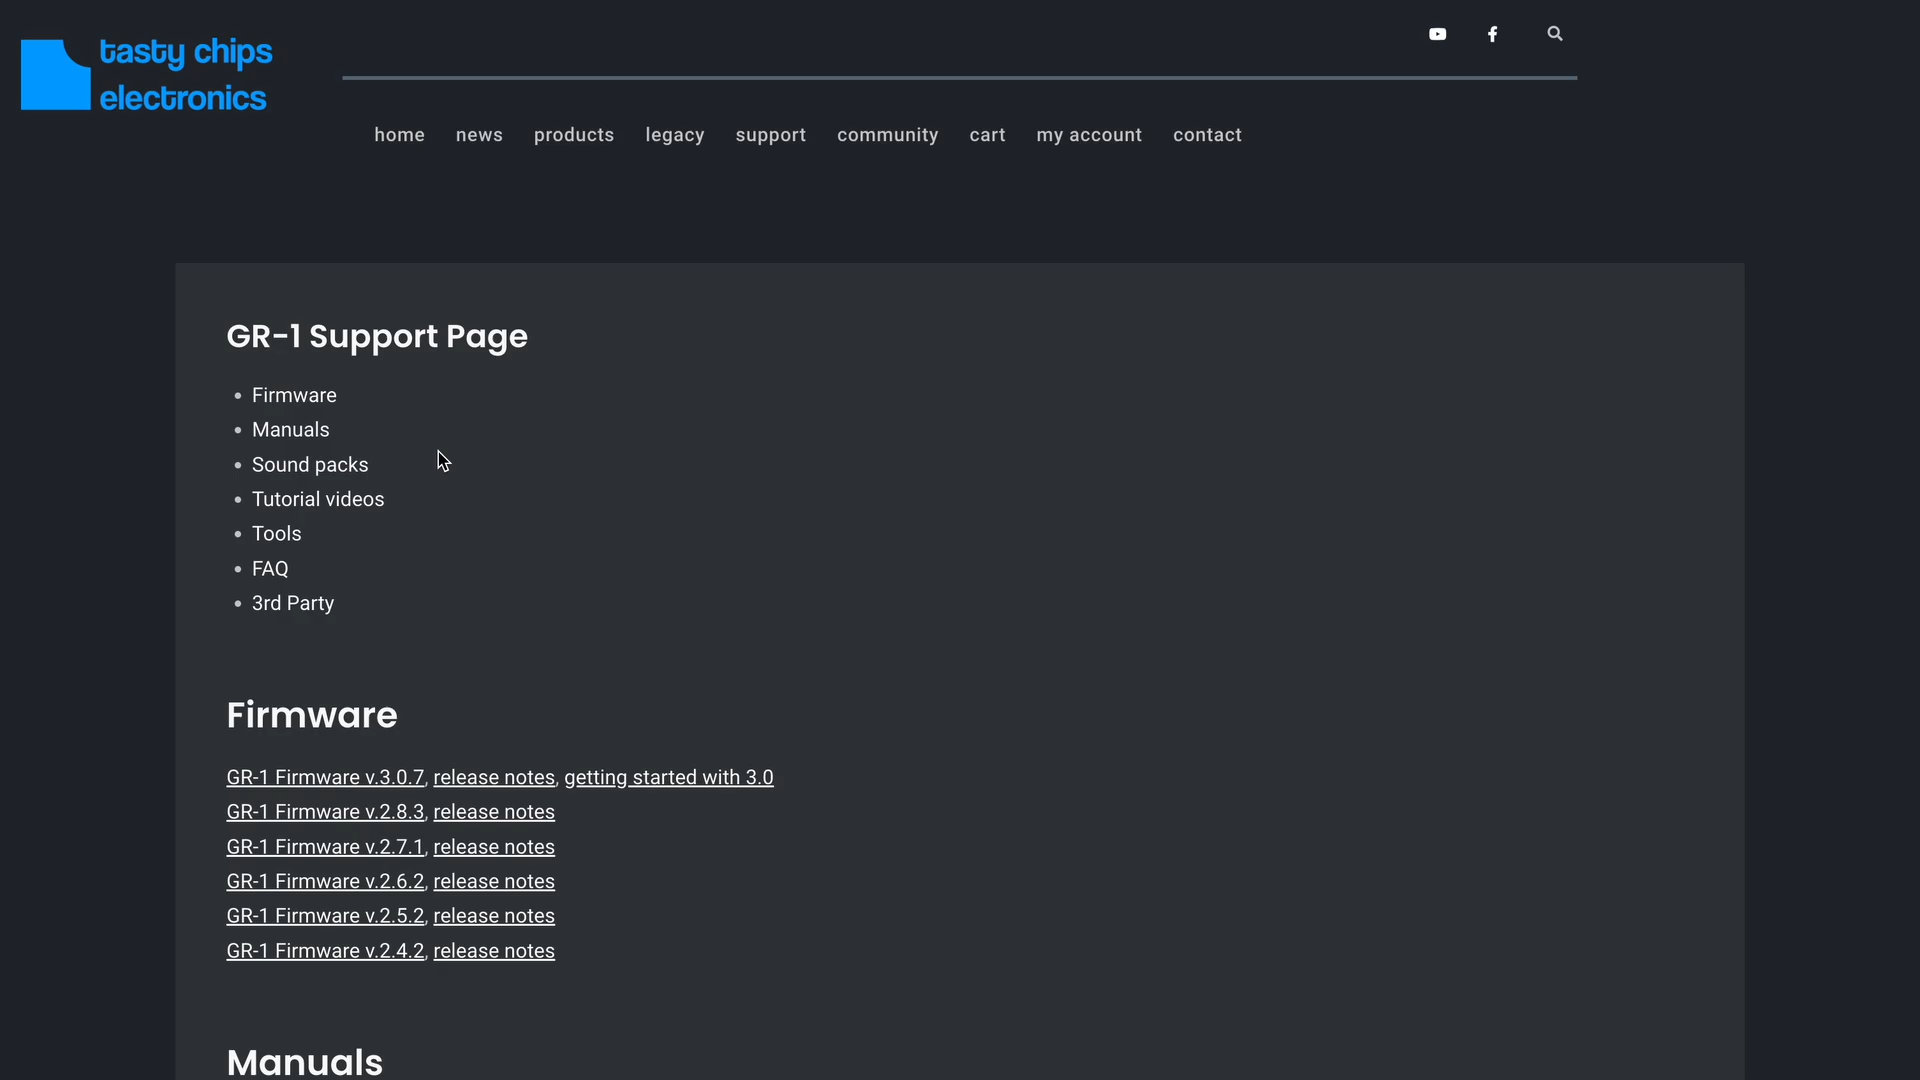 tasty chips
electronics
home news products legacy support community cart my account contact
GR-1 Support Page
Firmware
Manuals
Sound packs
Tutorial videos
Tools
FAQ
3rd Party
Firmware
GR-1 Firmware v.3.0.7, release notes, getting started with 3.0
GR-1 Firmware v.2.8.3, release notes
GR-1 Firmware v.2.7.1, release notes
GR-1 Firmware v.2.6.2, release notes
GR-1 Firmware v.2.5.2, release notes
GR-1 Firmware v.2.4.2, release notes
Manuals